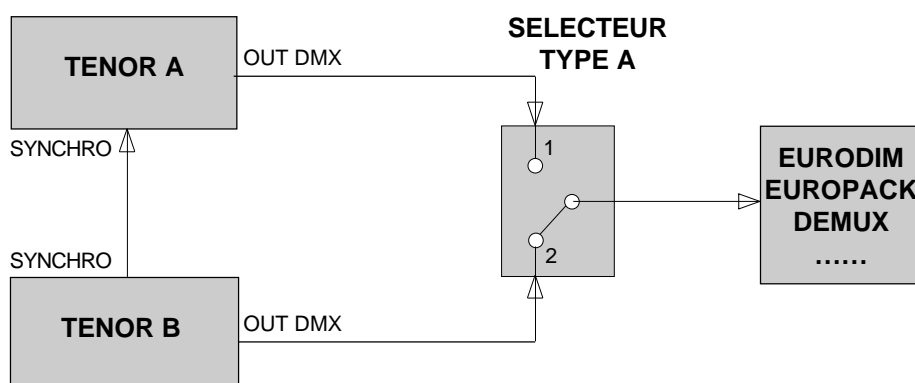 SELECTEUR
TYPE A
TENOR A
OUT DMX
SYNCHRO
1
2
EURODIM
EUROPACK
DEMUX
......
SYNCHRO
TENOR B
OUT DMX